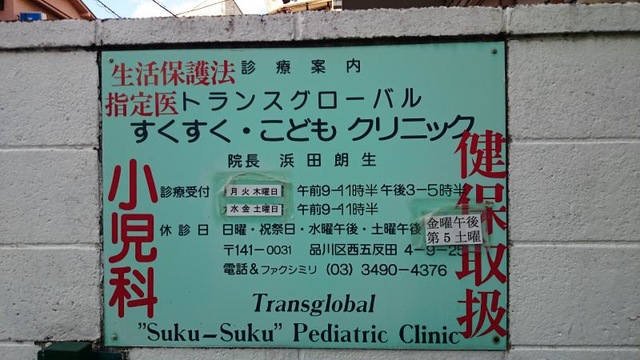 生活保護法
指定医
診療案内
トランスグローバル
すくすく・こども クリニック
院長 浜田朗生
小児科
健保取扱
診療受付 月火木曜日 午前9-11時半 午後3-5時半
水金土曜日 午前9-11時半
休診日 日曜・祝祭日・水曜午後・土曜午後
金曜午後
第5土曜
〒141-0031 品川区西五反田 4-9-25
電話&ファクシミリ (03) 3490-4376
Transglobal
"Suku-Suku" Pediatric Clinic